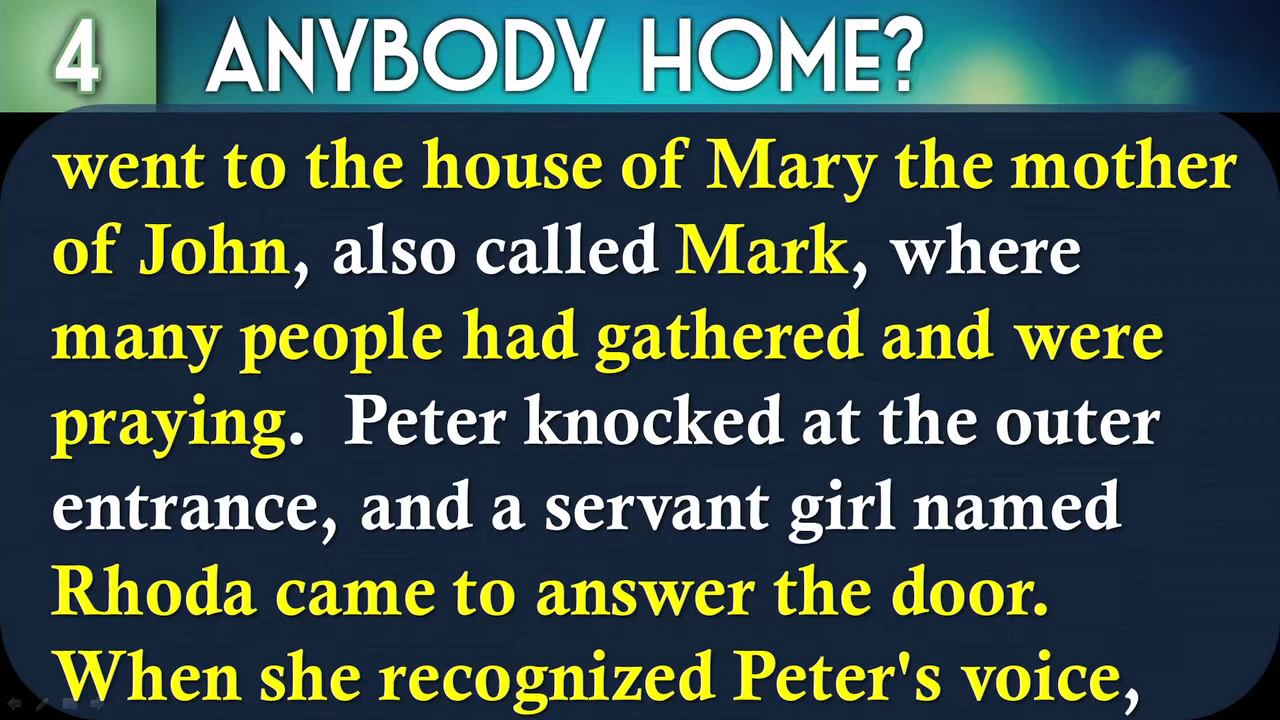 4 ANYBODY HOME?
went to the house of Mary the mother
of John, also called Mark, where
many people had gathered and were
praying.  Peter knocked at the outer
entrance, and a servant girl named
Rhoda came to answer the door.
When she recognized Peter's voice,